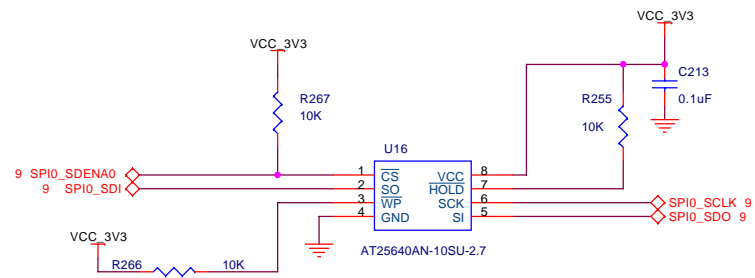 VCC_3V3
VCC_3V3
R267
10K
C213
0.1uF
R255
10K
U16
9 SPI0_SDENA0
9 SPI0_SDI
1 CS VCC 8
2 SO HOLD 7
3 WP SCK 6
4 GND SI 5
SPI0_SCLK 9
SPI0_SDO 9
VCC_3V3
R266 10K
AT25640AN-10SU-2.7